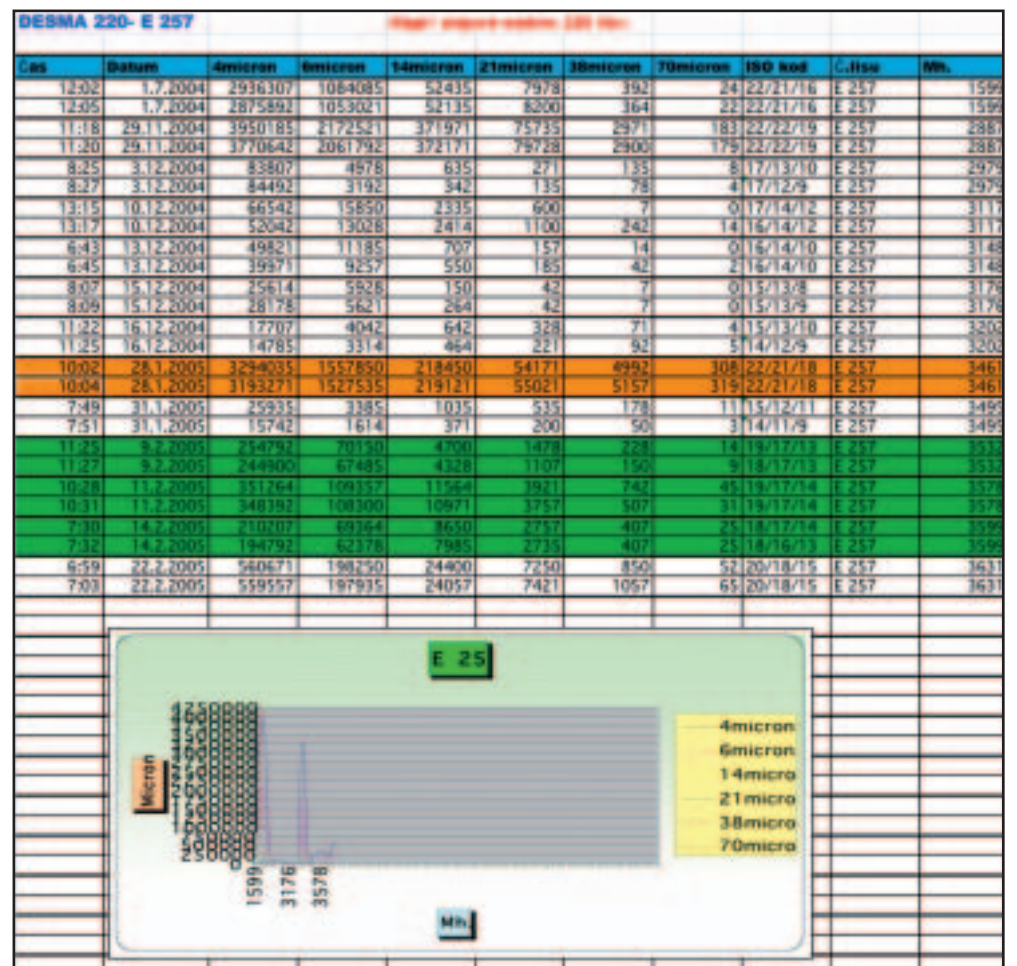 DESMA 220- E 257
Čas Datum 4micron 6micron 14micron 21micron 38micron 70micron ISO kod Č.lisu Mh.
12:02 1.7.2004 2936307 1084085 52435 7978 392 24 22/21/16 E 257 1599
12:05 1.7.2004 2875892 1053021 52135 8200 364 22 22/21/16 E 257 1599
11:18 29.11.2004 3950185 2172521 371971 75735 2971 183 22/22/19 E 257 2887
11:20 29.11.2004 3770642 2061792 372171 79728 2900 179 22/22/19 E 257 2887
8:25 3.12.2004 83807 4978 635 271 135 8 17/13/10 E 257 2979
8:27 3.12.2004 84492 3192 342 135 78 4 17/12/9 E 257 2979
13:15 10.12.2004 66542 15850 2335 600 7 0 17/14/12 E 257 3117
13:17 10.12.2004 52042 13028 2414 1100 242 14 16/14/12 E 257 3117
6:43 13.12.2004 49821 11185 707 157 14 0 16/14/10 E 257 3148
6:45 13.12.2004 39971 9257 550 185 42 2 16/14/10 E 257 3148
8:07 15.12.2004 25614 5928 150 42 7 0 15/13/8 E 257 3176
8:09 15.12.2004 28178 5621 264 42 7 0 15/13/9 E 257 3176
11:22 16.12.2004 17707 4042 642 328 71 4 15/13/10 E 257 3202
11:25 16.12.2004 14785 3314 464 221 92 5 14/12/9 E 257 3202
10:02 28.1.2005 3294035 1557850 218450 54171 4992 308 22/21/18 E 257 3461
10:04 28.1.2005 3193271 1527535 219121 55021 5157 319 22/21/18 E 257 3461
7:49 31.1.2005 25935 3385 1035 535 178 11 15/12/11 E 257 3495
7:51 31.1.2005 15742 1614 371 200 50 3 14/11/9 E 257 3495
11:25 9.2.2005 254792 70150 4700 1478 228 14 19/17/13 E 257 3532
11:27 9.2.2005 244900 67485 4328 1107 150 9 18/17/13 E 257 3532
10:28 11.2.2005 351264 109357 11564 3921 742 45 19/17/14 E 257 3578
10:31 11.2.2005 348392 108300 10971 3757 507 31 19/17/14 E 257 3578
7:30 14.2.2005 210207 69364 8650 2757 407 25 18/17/14 E 257 3599
7:32 14.2.2005 194792 62378 7985 2735 407 25 18/16/13 E 257 3599
6:59 22.2.2005 560671 198250 24400 7250 850 52 20/18/15 E 257 3631
7:03 22.2.2005 559557 197935 24057 7421 1057 65 20/18/15 E 257 3631
E 25
4micron
6micron
14micro
21micro
38micro
70micro
Micron
0
1599 3176 3578
Mh.